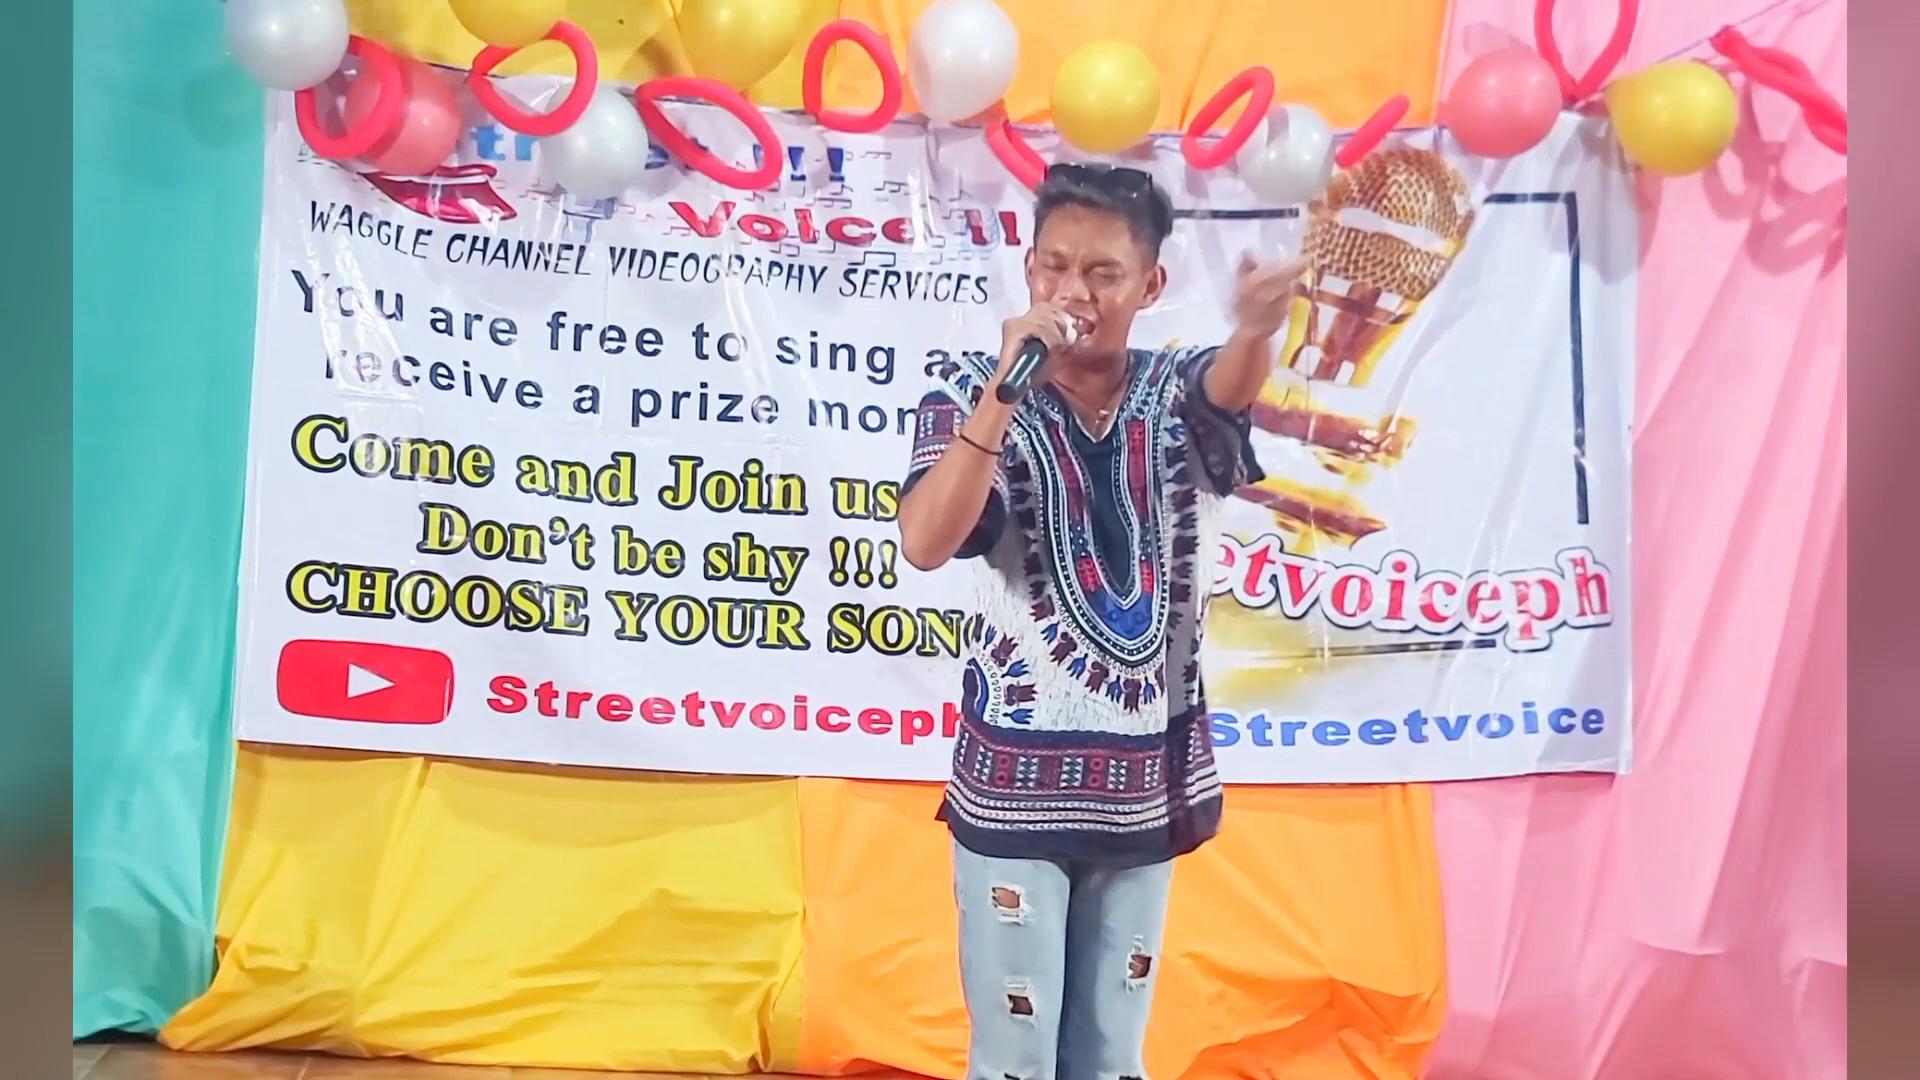 Voice !!
WAGGLE CHANNEL VIDEOGRAPHY SERVICES
You are free to sing
receive a prize
Come and Join us
Don't be shy !!!
CHOOSE YOUR SONG
etvoiceph
Streetvoiceph
Streetvoice